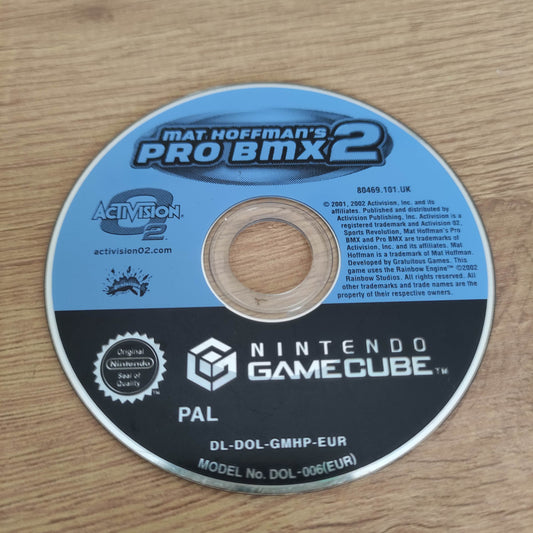 MAT HOFFMAN'S
PRO BMX 2
80469.101.UK
ACTIVISION
O2
activision02.com
© 2001, 2002 Activision, Inc. and its
affiliates. Published and distributed by
Activision Publishing, Inc. Activision is a
registered trademark and Activision 02,
Sports Revolution, Mat Hoffman's Pro
BMX and Pro BMX are trademarks of
Activision, Inc. and its affiliates. Mat
Hoffman is a trademark of Mat Hoffman.
Developed by Gratuitous Games. This
game uses the Rainbow Engine™ ©2002
Rainbow Studios. All rights reserved. All
other trademarks and trade names are the
property of their respective owners.
Original
Nintendo
Seal of
Quality
TM
NINTENDO
GAMECUBE™
PAL
DL-DOL-GMHP-EUR
MODEL No. DOL-006(EUR)